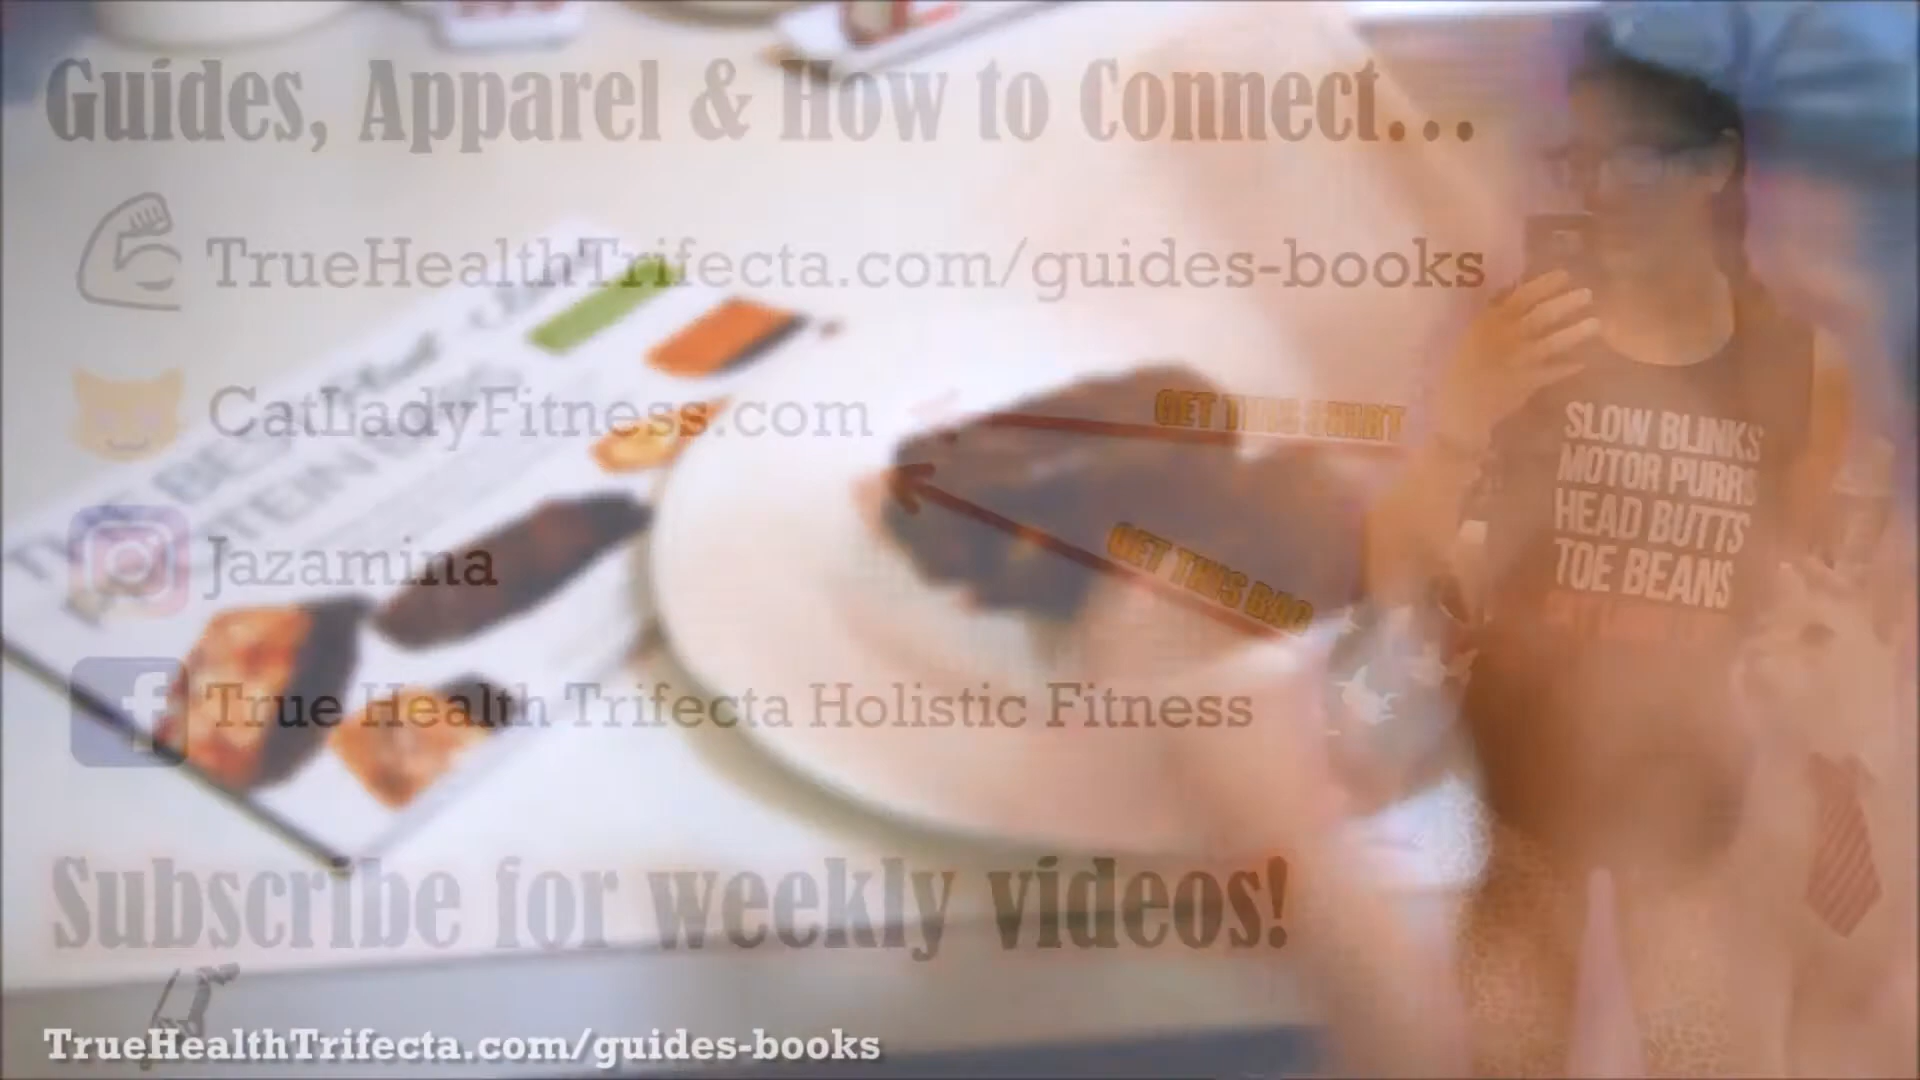 Guides, Apparel & How to Connect...
TrueHealthTrifecta.com/guides-books
CatLadyFitness.com
GET THIS SHIRT
SLOW BLINKS
MOTOR PURRS
HEAD BUTTS
TOE BEANS
Jazamina
GET THIS BAG
True Health Trifecta Holistic Fitness
Subscribe for weekly videos!
TrueHealthTrifecta.com/guides-books